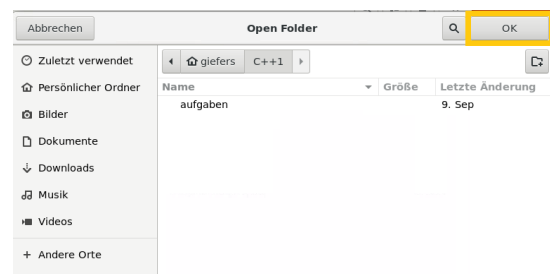 Abbrechen
Open Folder
OK
Zuletzt verwendet
Persönlicher Ordner
Bilder
Dokumente
Downloads
Musik
Videos
+ Andere Orte
giefers C++1
Name Größe Letzte Änderung
aufgaben 9. Sep